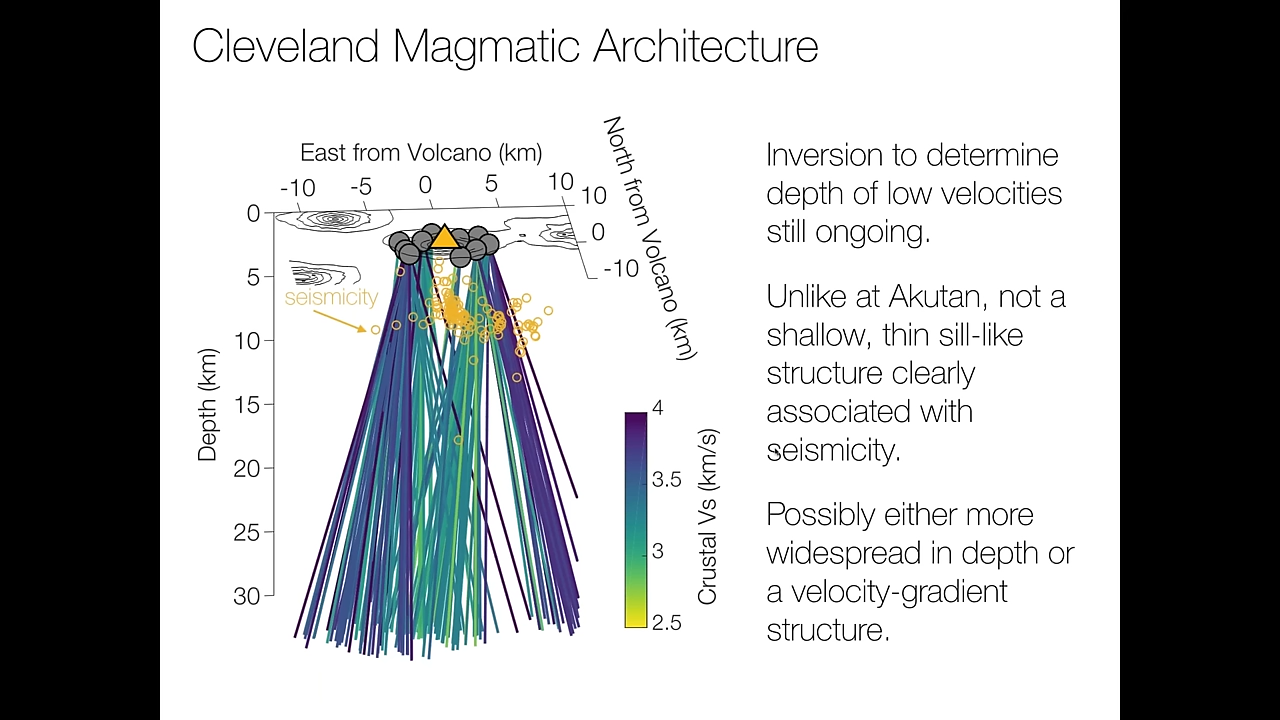 Cleveland Magmatic Architecture
East from Volcano (km)
North from Volcano (km)
-10 -5 0 5 10
10
0
-10
0
5
10
15
20
25
30
Depth (km)
seismicity
4
3.5
3
2.5
Crustal Vs (km/s)
Inversion to determine
depth of low velocities
still ongoing.
Unlike at Akutan, not a
shallow, thin sill-like
structure clearly
associated with
seismicity.
Possibly either more
widespread in depth or
a velocity-gradient
structure.